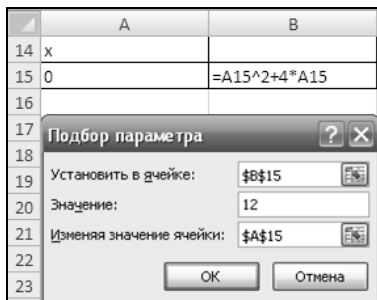 A B
14 x
15 0 =A15^2+4*A15
16
17 Подбор параметра
18
19 Установить в ячейке: $B$15
20 Значение: 12
21 Изменяя значение ячейки: $A$15
22
23 OK Отмена